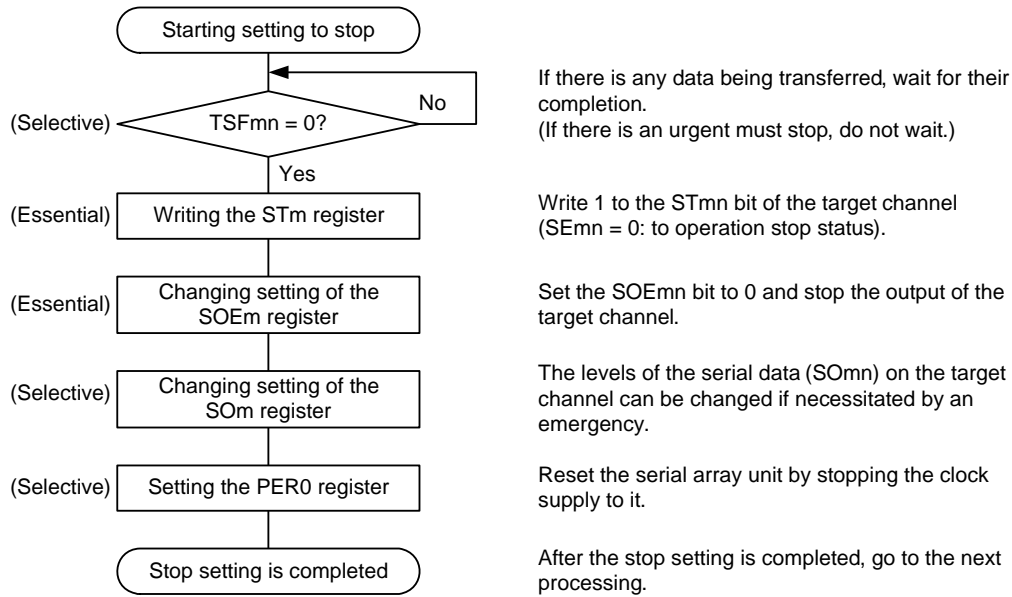 Starting setting to stop
(Selective)
TSFmn = 0?
No
Yes
If there is any data being transferred, wait for their
completion.
(If there is an urgent must stop, do not wait.)
(Essential)
Writing the STm register
Write 1 to the STmn bit of the target channel
(SEmn = 0: to operation stop status).
(Essential)
Changing setting of the
SOEm register
Set the SOEmn bit to 0 and stop the output of the
target channel.
(Selective)
Changing setting of the
SOm register
The levels of the serial data (SOmn) on the target
channel can be changed if necessitated by an
emergency.
(Selective)
Setting the PER0 register
Reset the serial array unit by stopping the clock
supply to it.
Stop setting is completed
After the stop setting is completed, go to the next
processing.